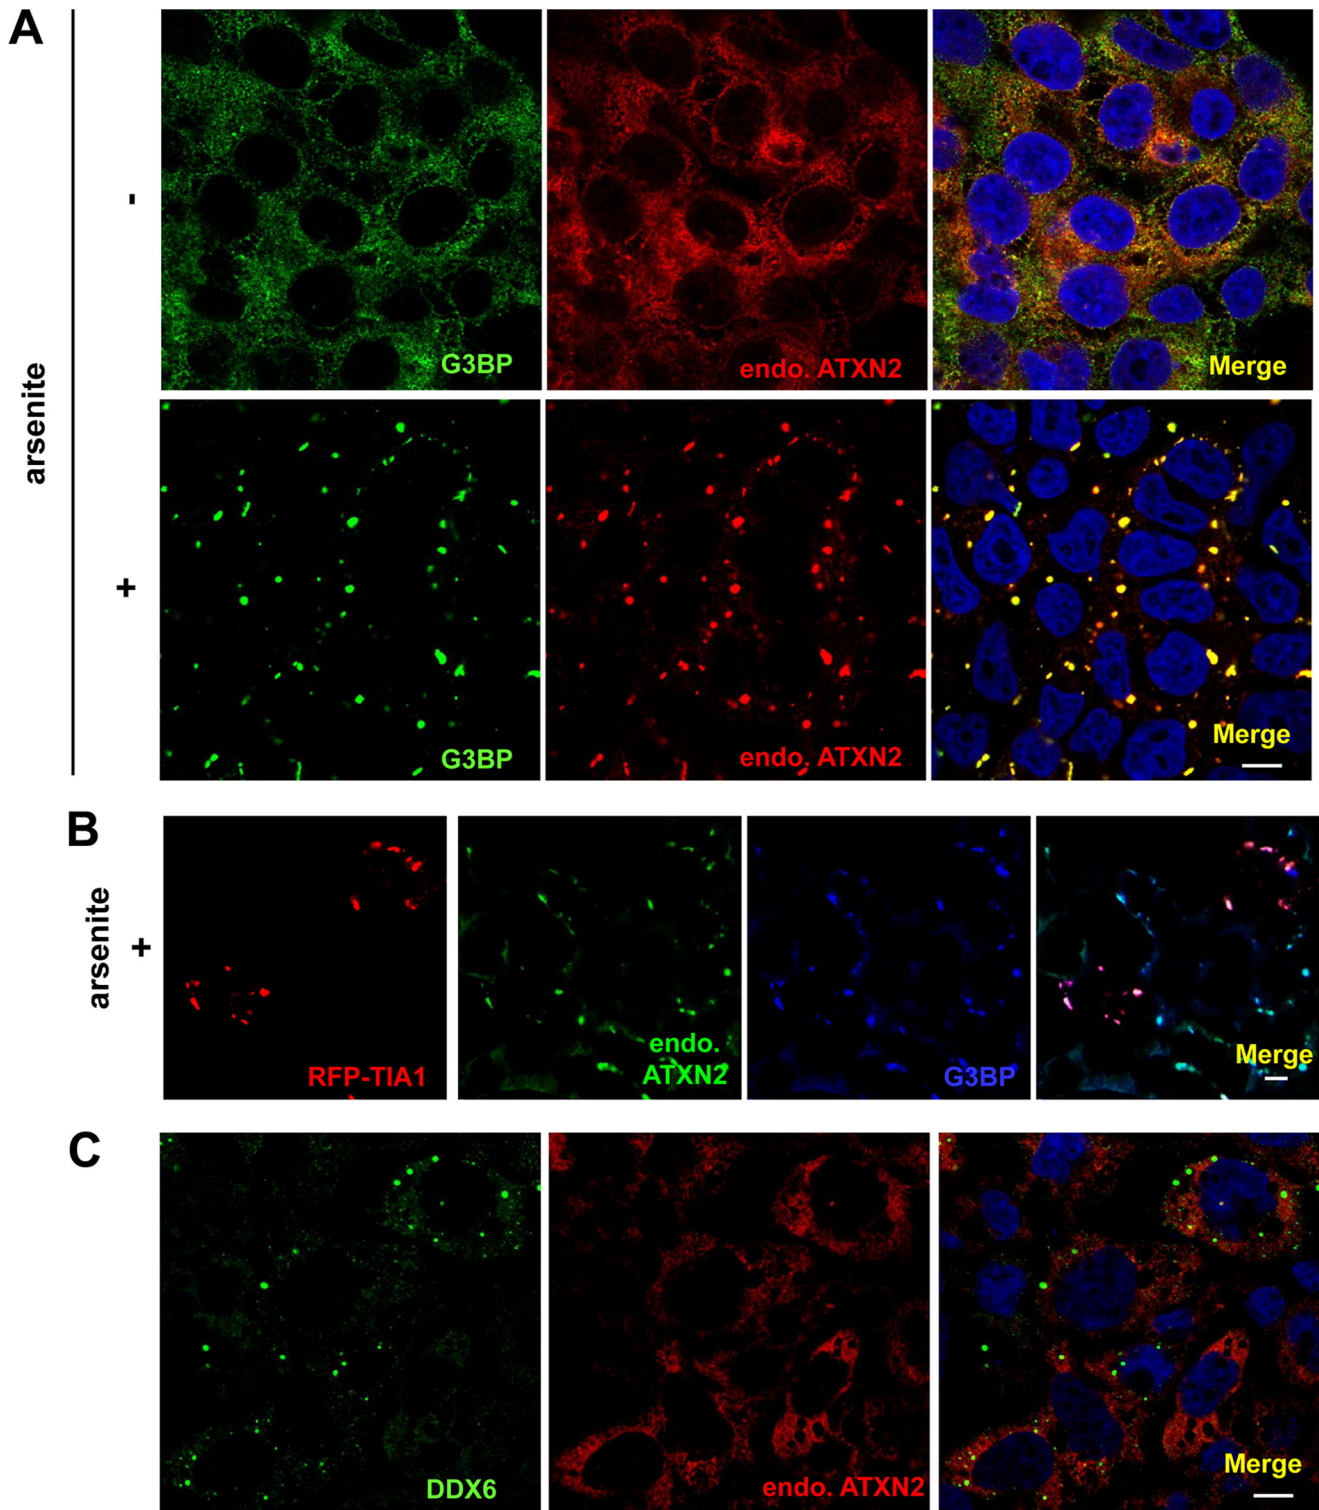 A
arsenite
-
G3BP
endo. ATXN2
Merge
+
G3BP
endo. ATXN2
Merge
B
arsenite
+
RFP-TIA1
endo.
ATXN2
G3BP
Merge
C
DDX6
endo. ATXN2
Merge